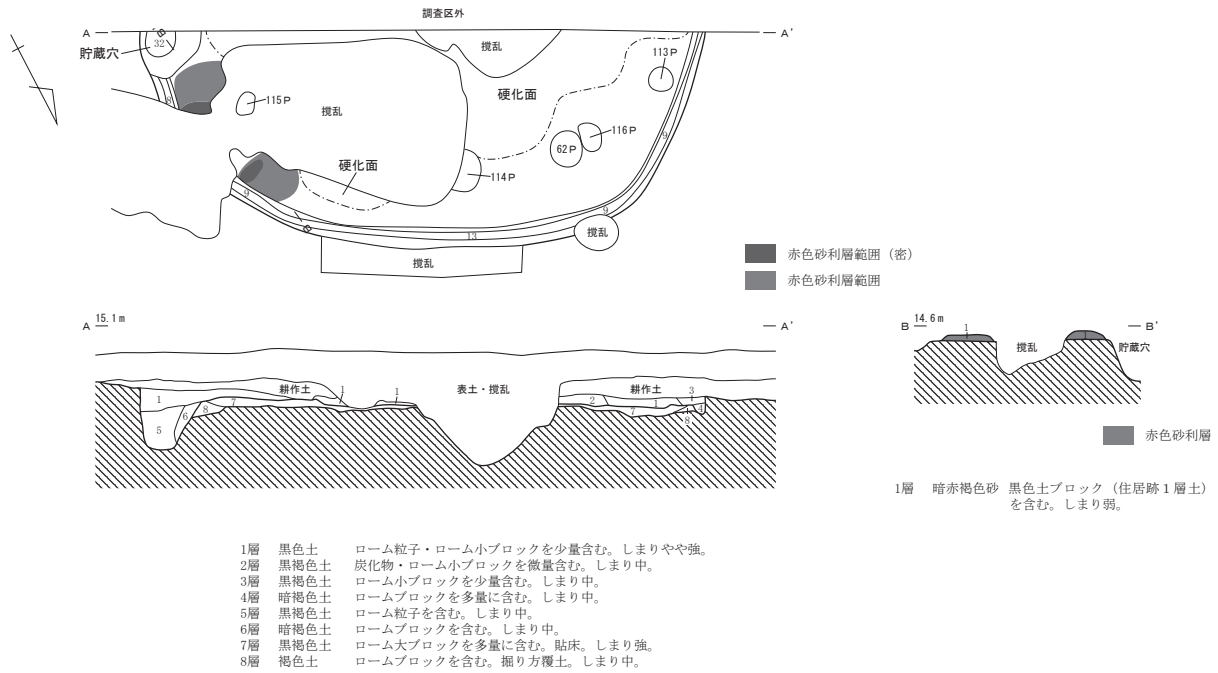 調査区外
A
A'
B'
32
貯蔵穴
撹乱
113P
硬化面
8
115P
撹乱
116P
62P
9
硬化面
114P
9
9
B
13
撹乱
撹乱
赤色砂利層範囲（密）
赤色砂利層範囲
A 15.1m
A'
耕作土
1
1
表土・撹乱
耕作土
3
1
7
8
6
5
2
1
7
4
8
B 14.6m
B'
1
1
撹乱
貯蔵穴
赤色砂利層
1層 暗赤褐色砂 黒色土ブロック（住居跡１層土）
を含む。しまり弱。
1層 黒色土 ローム粒子・ローム小ブロックを少量含む。しまりやや強。
2層 黒褐色土 炭化物・ローム小ブロックを微量含む。しまり中。
3層 黒褐色土 ローム小ブロックを少量含む。しまり中。
4層 暗褐色土 ロームブロックを多量に含む。しまり中。
5層 黒褐色土 ローム粒子を含む。しまり中。
6層 暗褐色土 ロームブロックを含む。しまり中。
7層 黒褐色土 ローム大ブロックを多量に含む。貼床。しまり強。
8層 褐色土 ロームブロックを含む。掘り方覆土。しまり中。